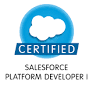 CERTIFIED
SALESFORCE
PLATFORM DEVELOPER I